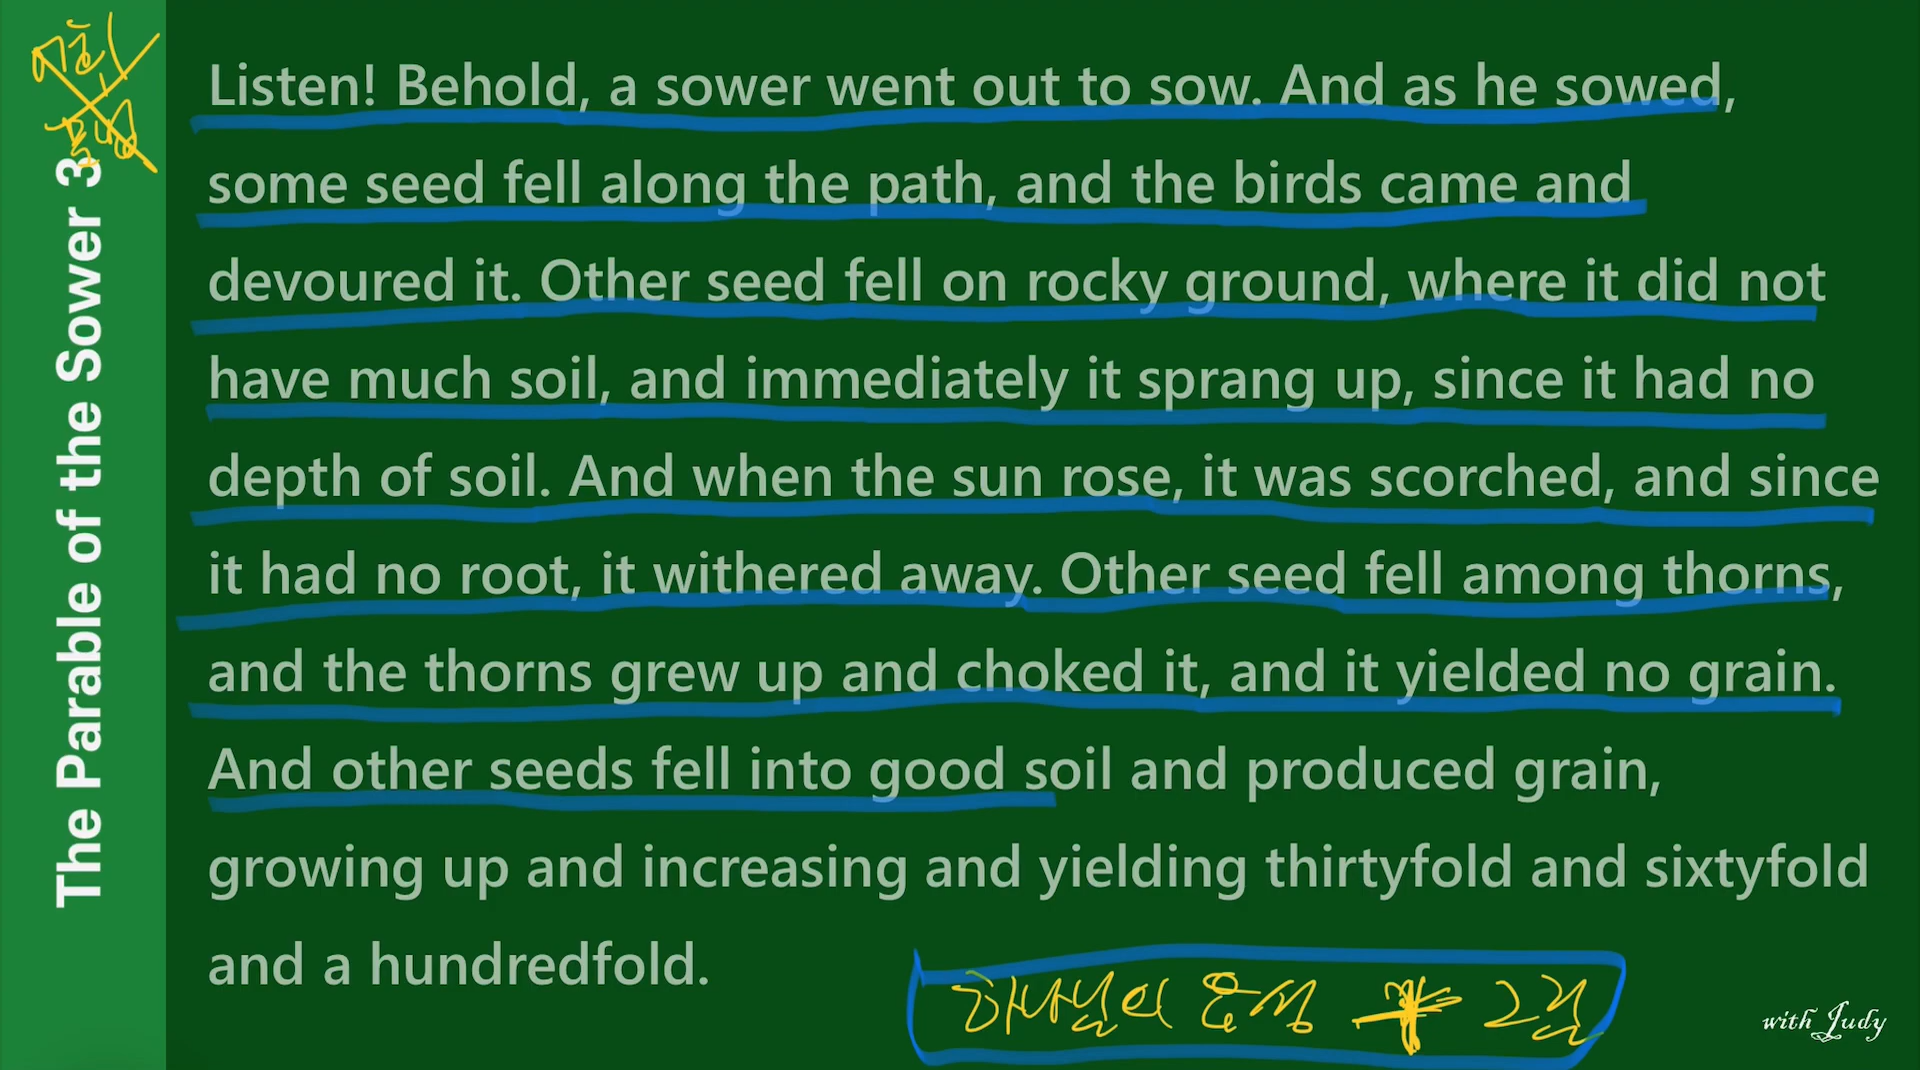 The Parable of the Sower 3
Listen! Behold, a sower went out to sow. And as he sowed,
some seed fell along the path, and the birds came and
devoured it. Other seed fell on rocky ground, where it did not
have much soil, and immediately it sprang up, since it had no
depth of soil. And when the sun rose, it was scorched, and since
it had no root, it withered away. Other seed fell among thorns,
and the thorns grew up and choked it, and it yielded no grain.
And other seeds fell into good soil and produced grain,
growing up and increasing and yielding thirtyfold and sixtyfold
and a hundredfold.
하나님의 음성
with Judy